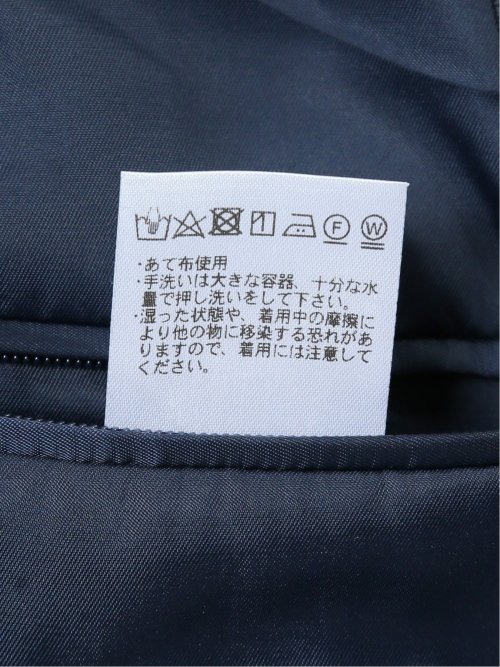 F W
・あて布使用
・手洗いは大きな容器、十分な水
量で押し洗いをして下さい。
・湿った状態や、着用中の摩擦に
より他の物に移染する恐れがあ
りますので、着用には注意して
ください。